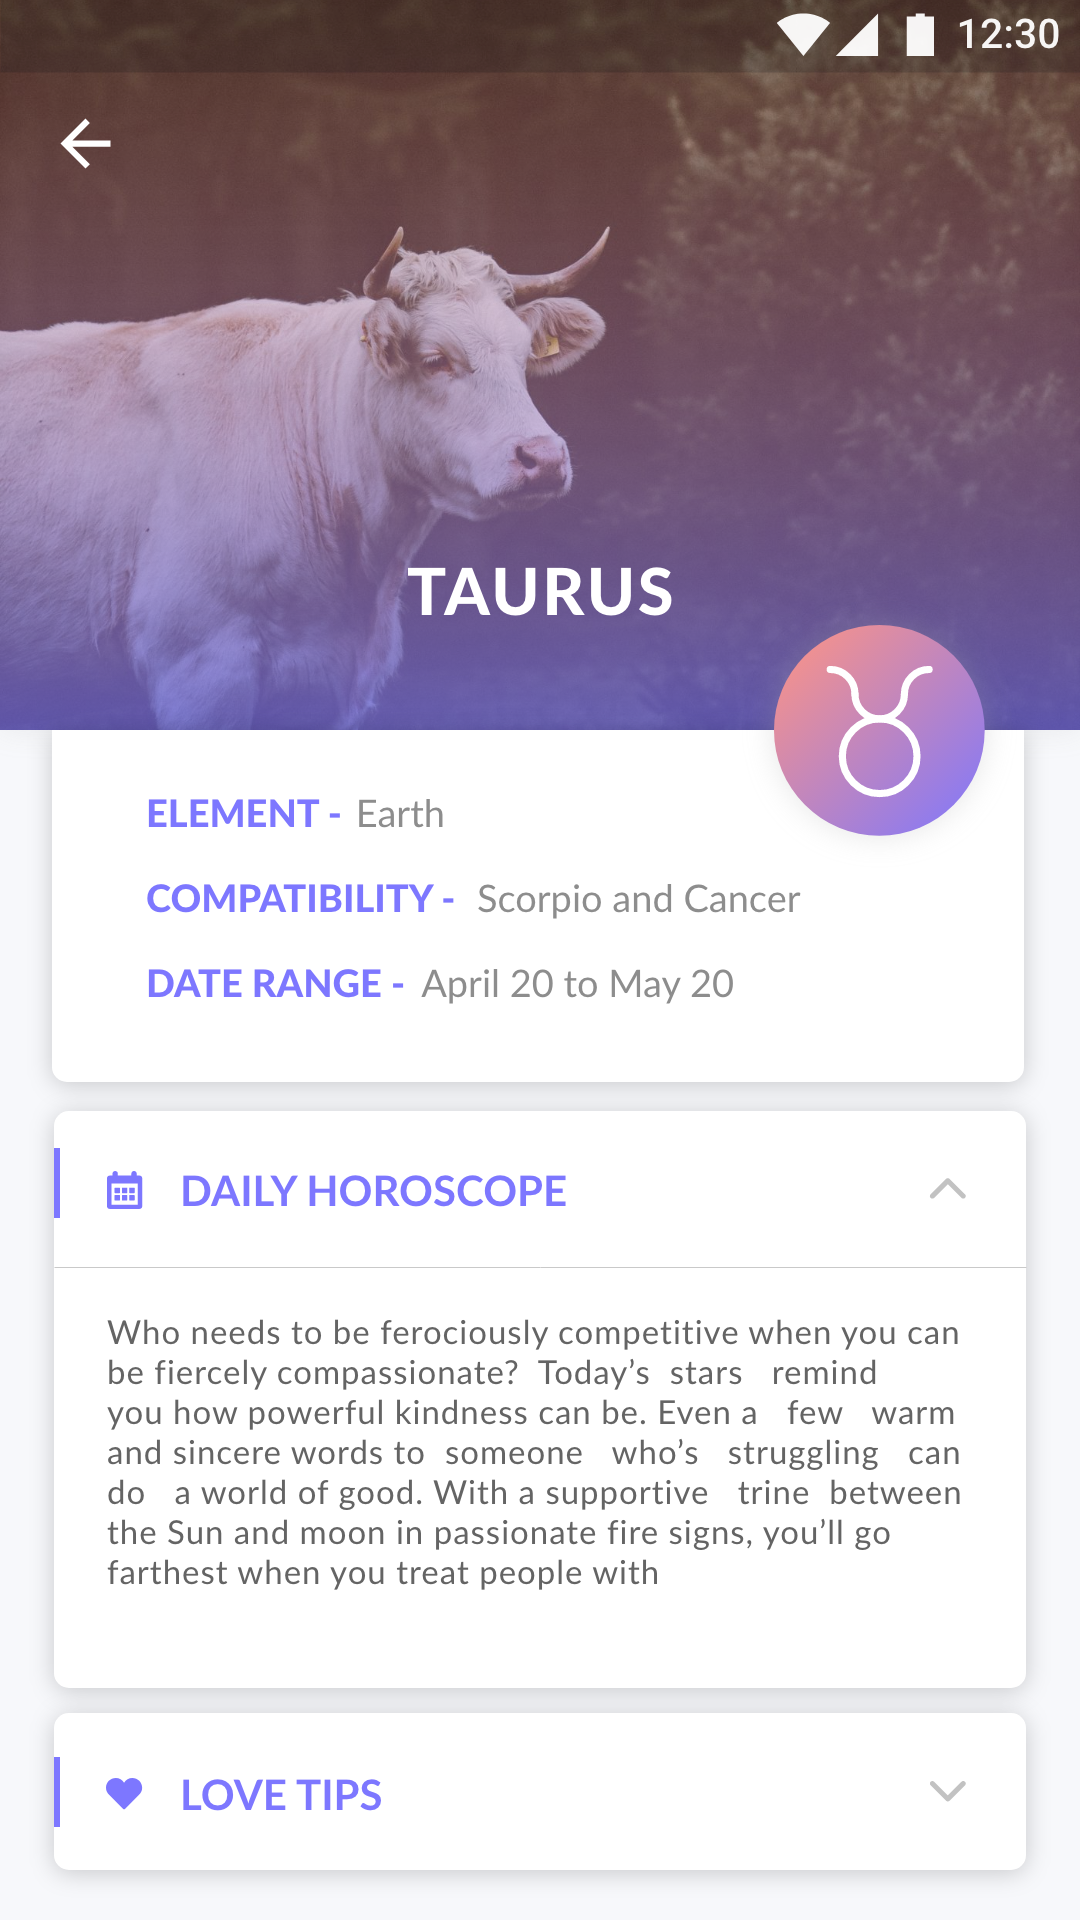 12:30
TAURUS
ELEMENT - Earth
COMPATIBILITY - Scorpio and Cancer
DATE RANGE - April 20 to May 20
DAILY HOROSCOPE
Who needs to be ferociously competitive when you can
be fiercely compassionate? Today’s stars remind
you how powerful kindness can be. Even a few warm
and sincere words to someone who’s struggling can
do a world of good. With a supportive trine between
the Sun and moon in passionate fire signs, you’ll go
farthest when you treat people with
LOVE TIPS